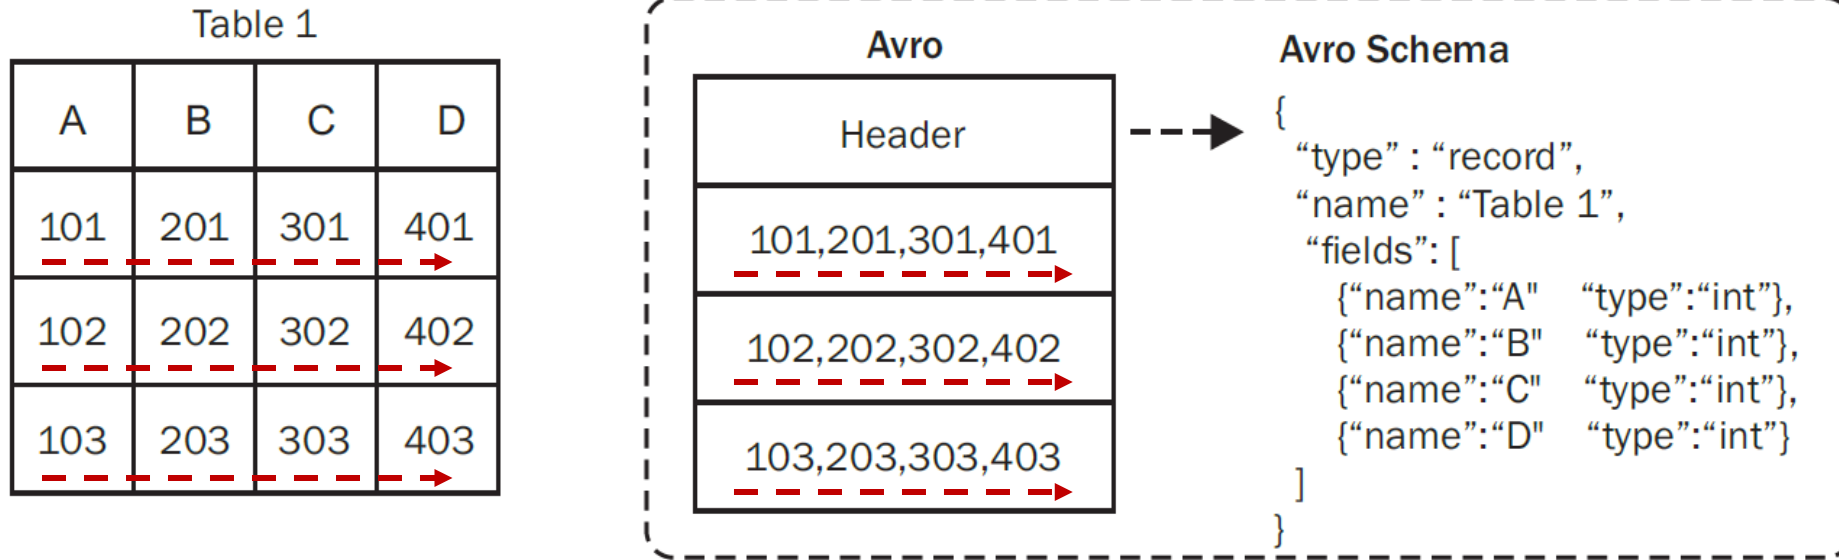 Table 1
A B C D
101 201 301 401
102 202 302 402
103 203 303 403
Avro
Header
101,201,301,401
102,202,302,402
103,203,303,403
Avro Schema
{
“type” : “record”,
“name” : “Table 1”,
“fields”: [
{“name”:“A" “type”:“int”},
{“name”:“B" “type”:“int”},
{“name”:“C" “type”:“int”},
{“name”:“D" “type”:“int”}
]
}